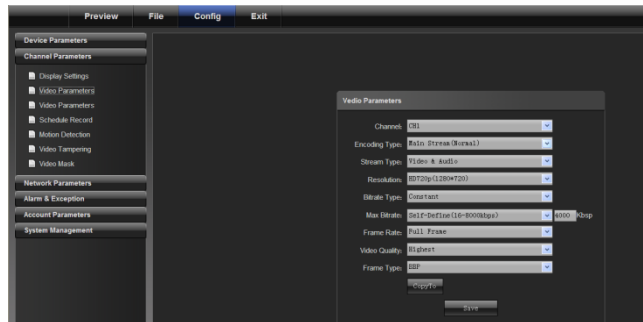 Preview File Config Exit
Device Parameters
Channel Parameters
Display Settings
Video Parameters
Video Parameters
Schedule Record
Motion Detection
Video Tampering
Video Mask
Network Parameters
Alarm & Exception
Account Parameters
System Management
Vedio Parameters
Channel: CH1
Encoding Type: Main Stream(Normal)
Stream Type: Video & Audio
Resolution: HD720p(1280*720)
Bitrate Type: Constant
Max Bitrate: Self-Define(16-8000kbps) 4000 Kbsp
Frame Rate: Full Frame
Video Quality: Highest
Frame Type: BBP
CopyTo
Save